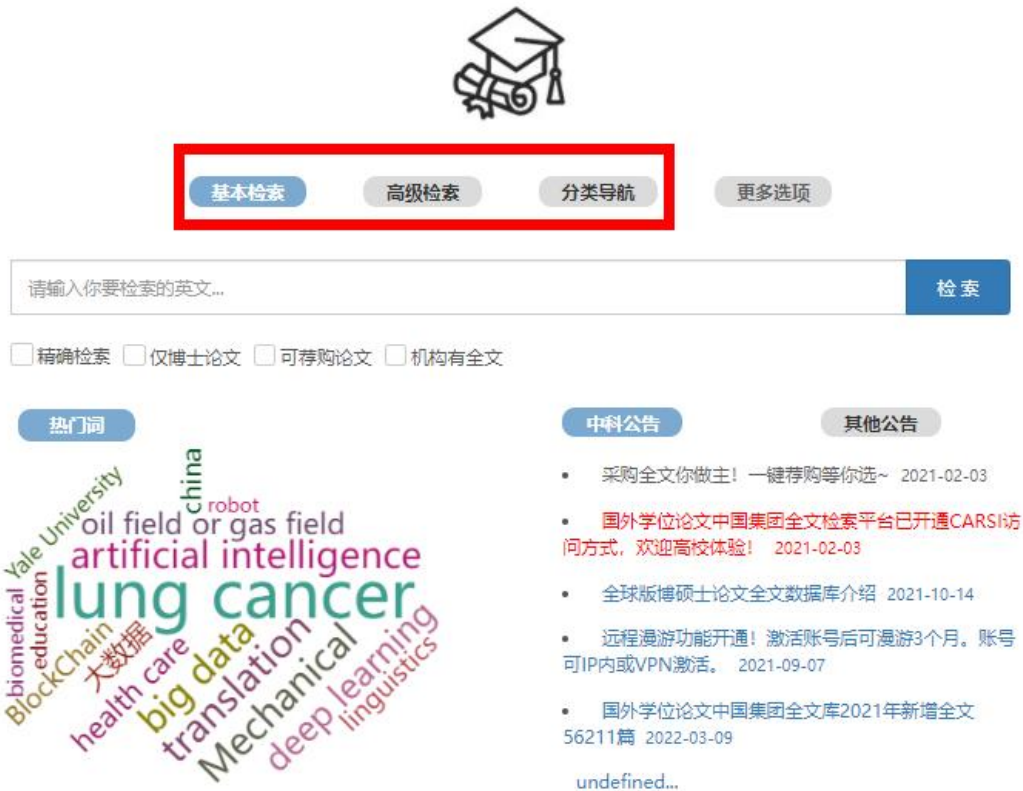 基本检索 高级检索 分类导航 更多选项
请输入你要检索的英文... 检 索
精确检索 仅博士论文 可荐购论文 机构有全文
热门词
china
Yale University
robot
oil field or gas field
artificial intelligence
lung cancer
biomedical
education
BlockChain
大数据
health care
big data
translation
Mechanical
deep learning
linguistics
中科公告 其他公告
• 采购全文你做主！一键荐购等你选~ 2021-02-03
• 国外学位论文中国集团全文检索平台已开通CARSI访
问方式，欢迎高校体验！ 2021-02-03
• 全球版博硕士论文全文数据库介绍 2021-10-14
• 远程漫游功能开通！激活账号后可漫游3个月。账号
可IP内或VPN激活。 2021-09-07
• 国外学位论文中国集团全文库2021年新增全文
56211篇 2022-03-09
undefined...